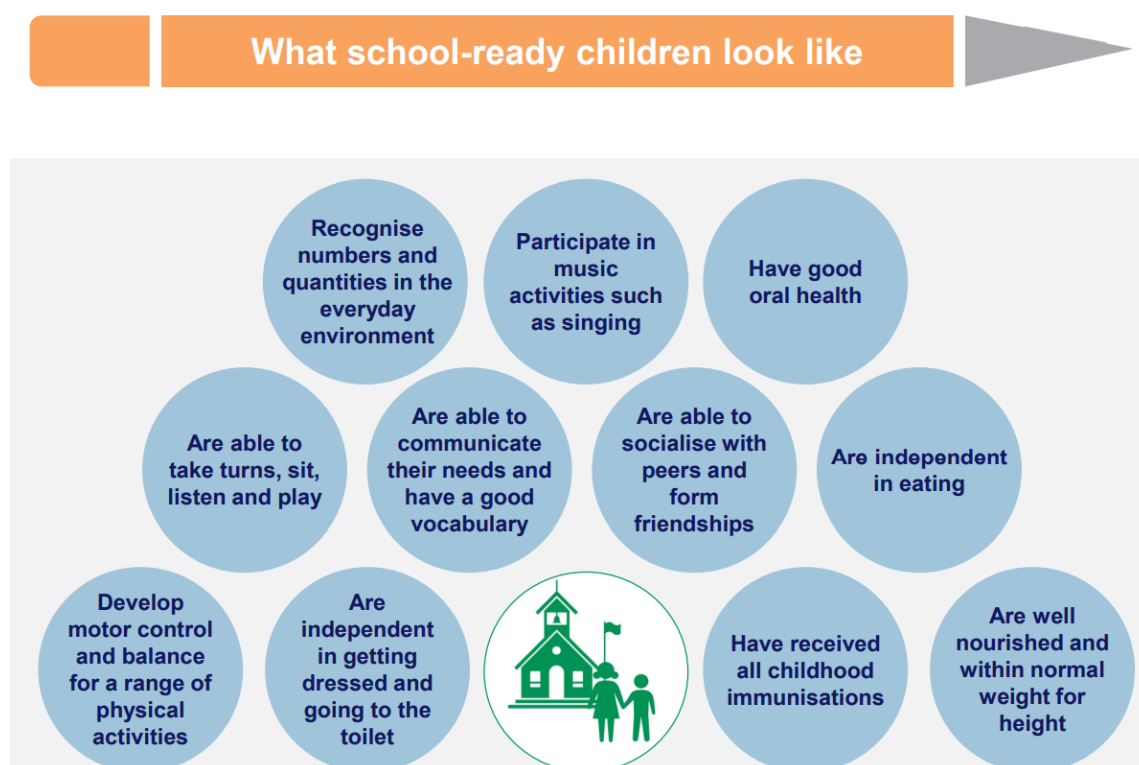 What school-ready children look like
Recognise
numbers and
quantities in the
everyday
environment
Participate in
music
activities such
as singing
Have good
oral health
Are able to
take turns, sit,
listen and play
Are able to
communicate
their needs and
have a good
vocabulary
Are able to
socialise with
peers and
form
friendships
Are independent
in eating
Develop
motor control
and balance
for a range of
physical
activities
Are
independent
in getting
dressed and
going to the
toilet
Have received
all childhood
immunisations
Are well
nourished and
within normal
weight for
height